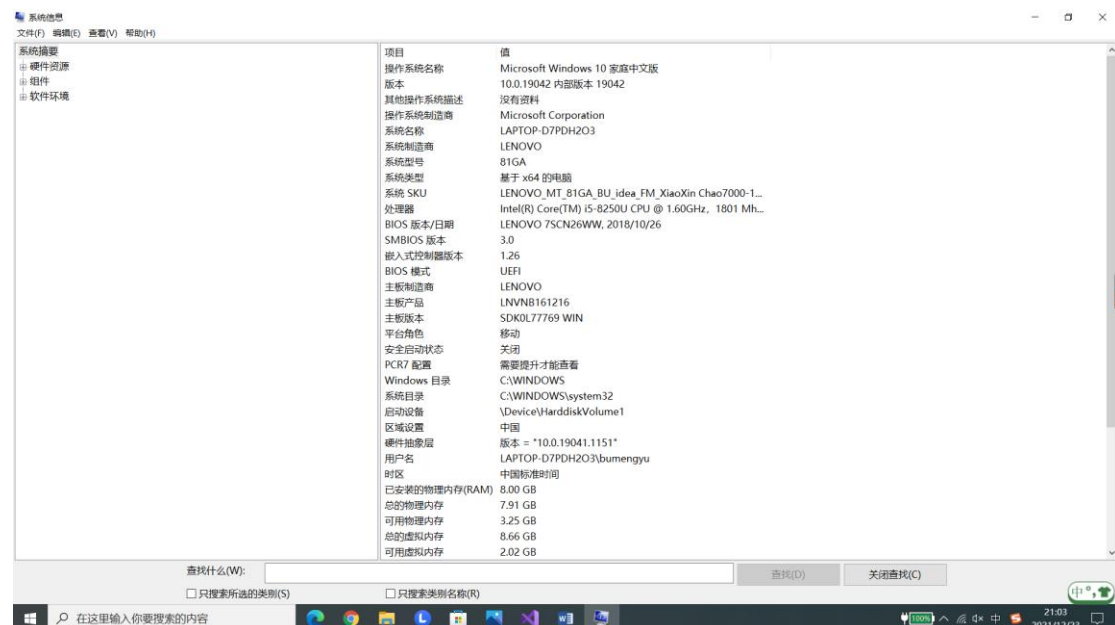 系统信息
文件(F) 编辑(E) 查看(V) 帮助(H)
系统摘要
硬件资源
组件
软件环境
项目 值
操作系统名称 Microsoft Windows 10 家庭中文版
版本 10.0.19042 内部版本 19042
其他操作系统描述 没有资料
操作系统制造商 Microsoft Corporation
系统名称 LAPTOP-D7PDH2O3
系统制造商 LENOVO
系统型号 81GA
系统类型 基于 x64 的电脑
系统 SKU LENOVO_MT_81GA_BU_idea_FM_XiaoXin Chao7000-1...
处理器 Intel(R) Core(TM) i5-8250U CPU @ 1.60GHz，1801 Mh...
BIOS 版本/日期 LENOVO 7SCN26WW, 2018/10/26
SMBIOS 版本 3.0
嵌入式控制器版本 1.26
BIOS 模式 UEFI
主板制造商 LENOVO
主板产品 LNVNB161216
主板版本 SDK0L77769 WIN
平台角色 移动
安全启动状态 关闭
PCR7 配置 需要提升才能查看
Windows 目录 C:\WINDOWS
系统目录 C:\WINDOWS\system32
启动设备 \Device\HarddiskVolume1
区域设置 中国
硬件抽象层 版本 = "10.0.19041.1151"
用户名 LAPTOP-D7PDH2O3\bumengyu
时区 中国标准时间
已安装的物理内存(RAM) 8.00 GB
总的物理内存 7.91 GB
可用物理内存 3.25 GB
总的虚拟内存 8.66 GB
可用虚拟内存 2.02 GB
查找什么(W): 查找(D) 关闭查找(C)
只搜索所选的类别(S) 只搜索类别名称(R)
中
在这里输入你要搜索的内容
100% 中 21:03